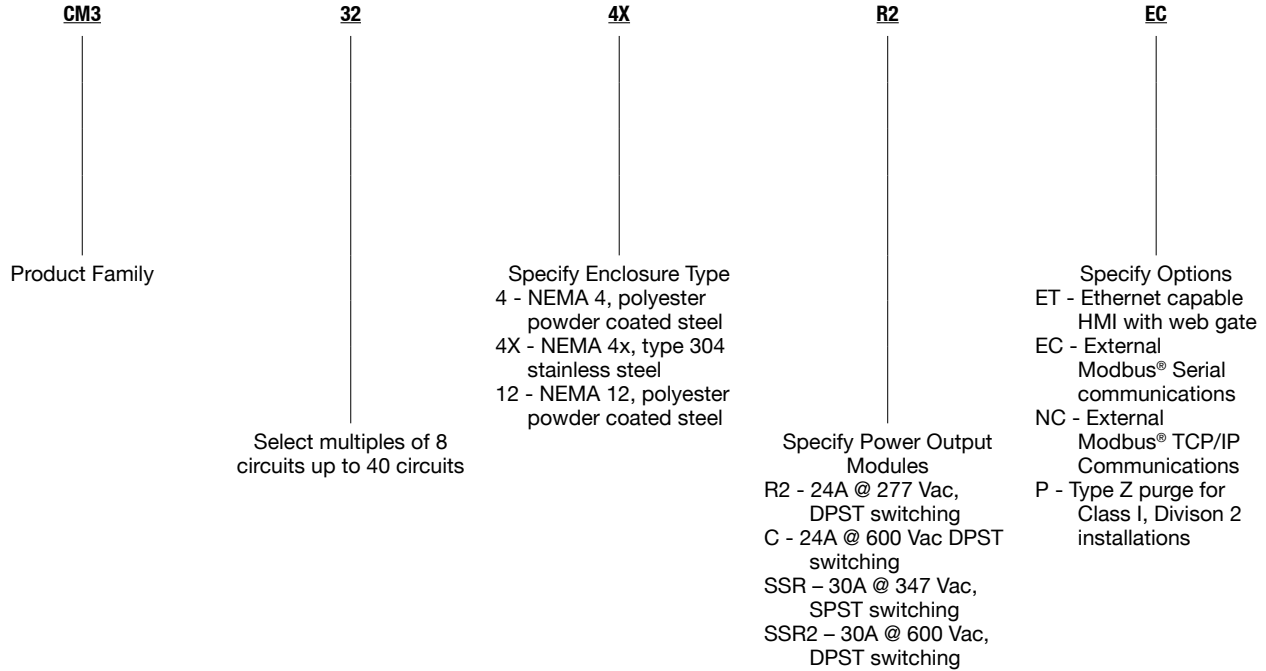 CM3
32
4X
R2
EC
Product Family
Select multiples of 8
circuits up to 40 circuits
Specify Enclosure Type
4 - NEMA 4, polyester
powder coated steel
4X - NEMA 4x, type 304
stainless steel
12 - NEMA 12, polyester
powder coated steel
Specify Power Output
Modules
R2 - 24A @ 277 Vac,
DPST switching
C - 24A @ 600 Vac DPST
switching
SSR – 30A @ 347 Vac,
SPST switching
SSR2 – 30A @ 600 Vac,
DPST switching
Specify Options
ET - Ethernet capable
HMI with web gate
EC - External
Modbus® Serial
communications
NC - External
Modbus® TCP/IP
Communications
P - Type Z purge for
Class I, Divison 2
installations